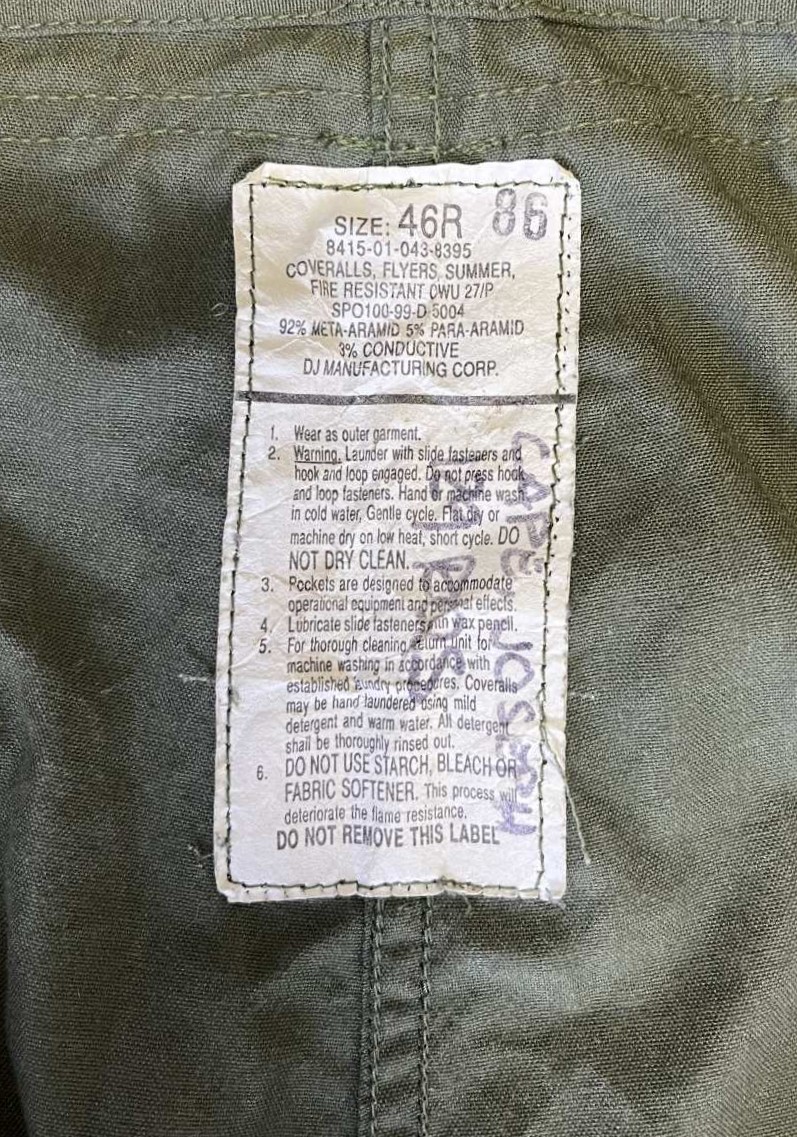 SIZE: 46R 86
8415-01-043-8395
COVERALLS, FLYERS, SUMMER,
FIRE RESISTANT CWU 27/P
SPO100-99-D 5004
92% META-ARAMID 5% PARA-ARAMID
3% CONDUCTIVE
DJ MANUFACTURING CORP.
1. Wear as outer garment.
2. Warning. Launder with slide fasteners and
hook and loop engaged. Do not press hook
and loop fasteners. Hand or machine wash
in cold water, Gentle cycle. Flat dry or
machine dry on low heat, short cycle. DO
NOT DRY CLEAN.
3. Pockets are designed to accommodate
operational equipment and personal effects.
4. Lubricate slide fasteners with wax pencil.
5. For thorough cleaning return unit for
machine washing in accordance with
established laundry procedures. Coveralls
may be hand laundered using mild
detergent and warm water. All detergent
shall be thoroughly rinsed out.
6. DO NOT USE STARCH, BLEACH OR
FABRIC SOFTENER. This process will
deteriorate the flame resistance.
DO NOT REMOVE THIS LABEL
JOSEPH